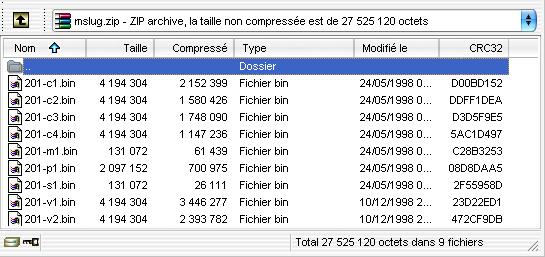 mslug.zip - ZIP archive, la taille non compressée est de 27 525 120 octets
Nom Taille Compressé Type Modifié le CRC32
.. Dossier
201-c1.bin 4 194 304 2 152 399 Fichier bin 24/05/1998 0... D00BD152
201-c2.bin 4 194 304 1 580 426 Fichier bin 24/05/1998 0... DDFF1DEA
201-c3.bin 4 194 304 1 748 090 Fichier bin 24/05/1998 0... D3D5F9E5
201-c4.bin 4 194 304 1 147 236 Fichier bin 24/05/1998 0... 5AC1D497
201-m1.bin 131 072 61 439 Fichier bin 24/05/1998 0... C28B3253
201-p1.bin 2 097 152 700 975 Fichier bin 24/05/1998 0... 08D8DAA5
201-s1.bin 131 072 26 111 Fichier bin 24/05/1998 0... 2F55958D
201-v1.bin 4 194 304 3 446 277 Fichier bin 10/12/1998 2... 23D22ED1
201-v2.bin 4 194 304 2 393 782 Fichier bin 10/12/1998 2... 472CF9DB
Total 27 525 120 octets dans 9 fichiers